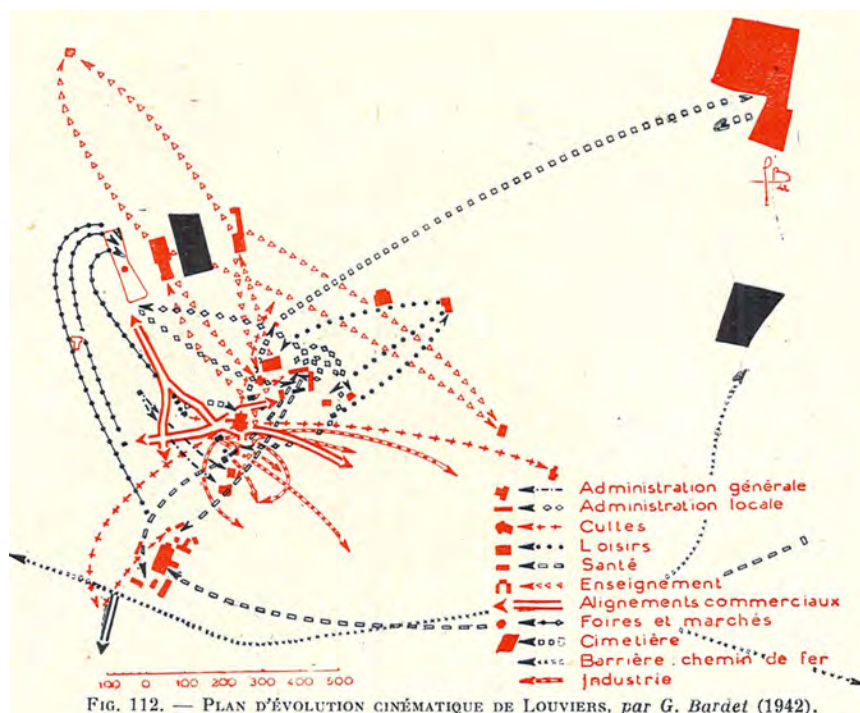 Administration générale
Administration locale
Cultes
Loisirs
Santé
Enseignement
Alignements commerciaux
Foires et marchés
Cimetière
Barrière : chemin de fer
Industrie
100 0 100 200 300 400 500
FIG. 112. — PLAN D'ÉVOLUTION CINÉMATIQUE DE LOUVIERS, par G. Bardet (1942).